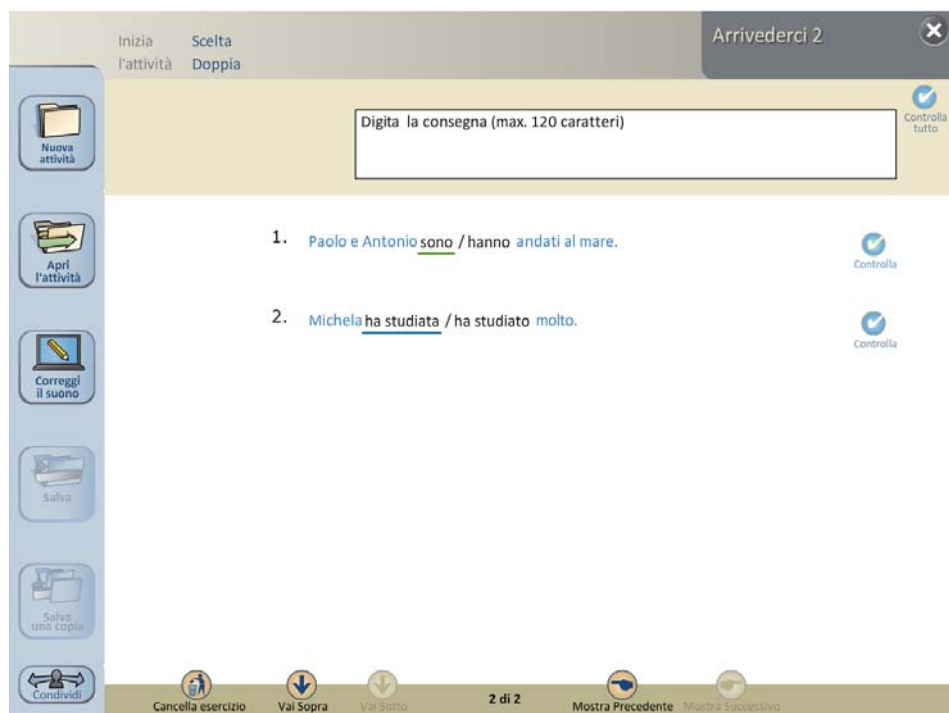 Inizia Scelta
l'attività Doppia
Arrivederci 2
Digita la consegna (max. 120 caratteri)
Controlla
tutto
Nuova
attività
Apri
l'attività
Correggi
il suono
Salva
Salva
una copia
Condividi
1. Paolo e Antonio sono / hanno andati al mare.
Controlla
2. Michela ha studiata / ha studiato molto.
Controlla
Cancella esercizio
Vai Sopra
Vai Sotto
2 di 2
Mostra Precedente
Mostra Successivo